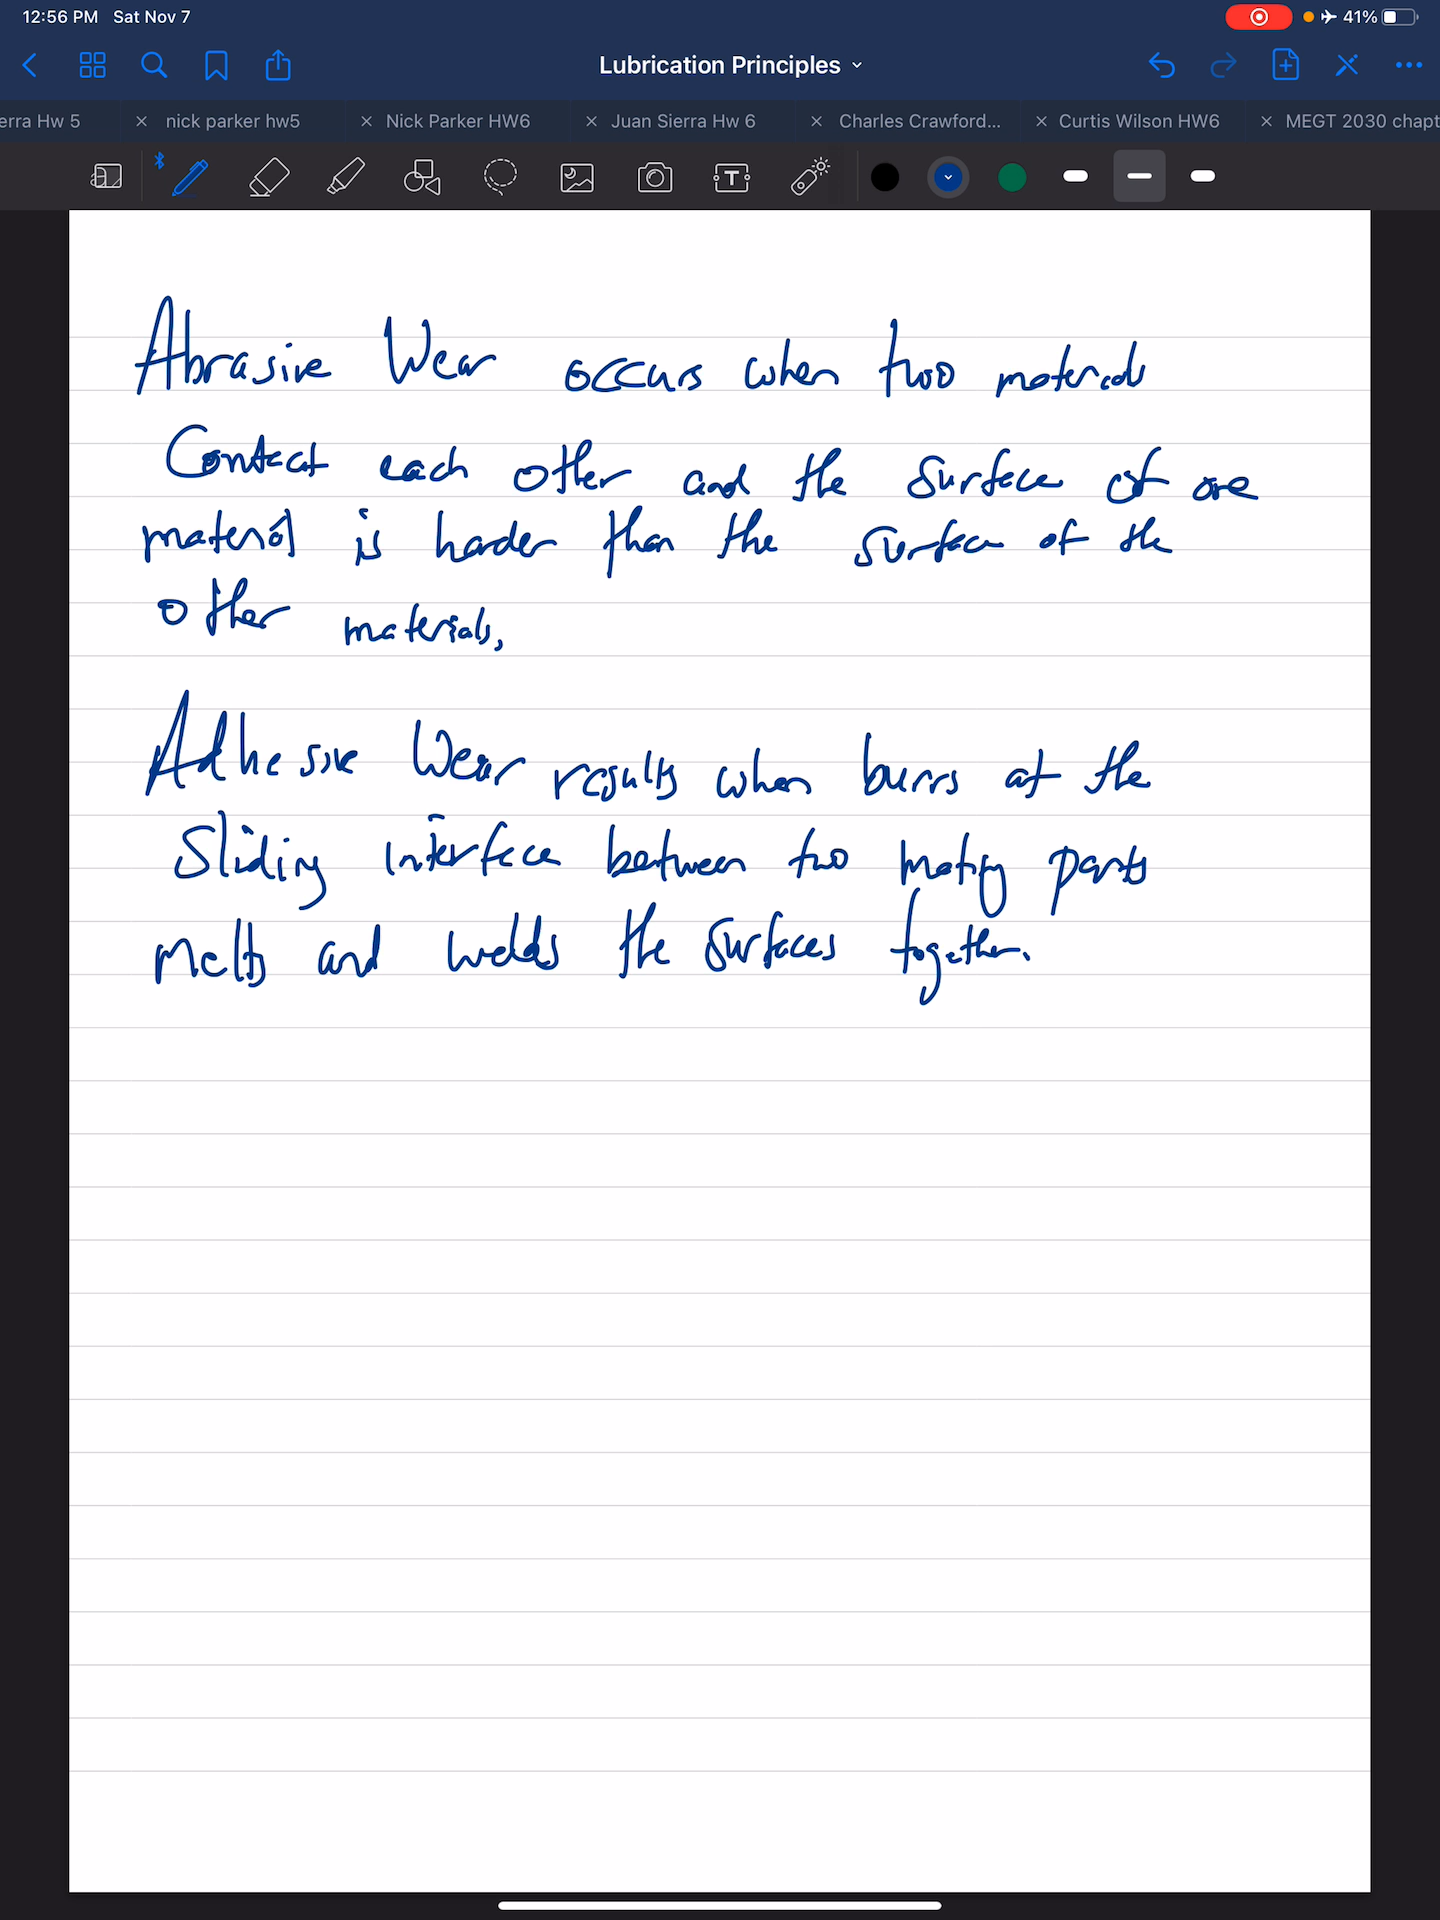 12:56 PM Sat Nov 7
41%
Lubrication Principles
erra Hw 5
nick parker hw5
Nick Parker HW6
Juan Sierra Hw 6
Charles Crawford...
Curtis Wilson HW6
MEGT 2030 chapt
T
Abrasive Wear occurs when two materials
Contact each other and the surface of one
material is harder than the surface of the
other materials,
Adhesive Wear results when burrs at the
Sliding interface between two mating parts
melts and welds the surfaces together.